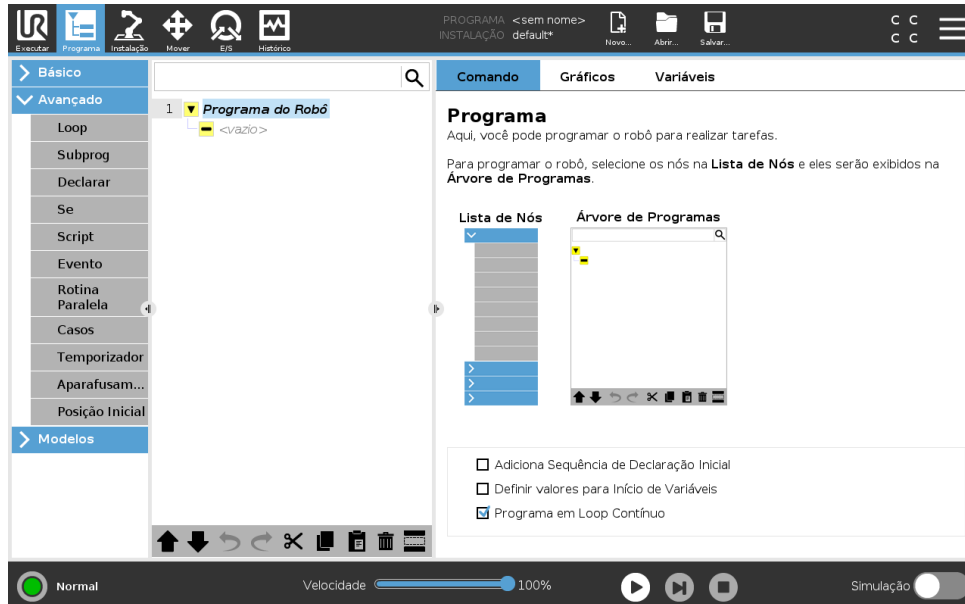 Executar
Programa
Instalação
Mover
E/S
Histórico
PROGRAMA <sem nome>
INSTALAÇÃO default*
Novo...
Abrir...
Salvar...
C C
C C
Básico
Avançado
Loop
Subprog
Declarar
Se
Script
Evento
Rotina
Paralela
Casos
Temporizador
Aparafusam...
Posição Inicial
Modelos
1 Programa do Robô
<vazio>
Comando
Gráficos
Variáveis
Programa
Aqui, você pode programar o robô para realizar tarefas.
Para programar o robô, selecione os nós na Lista de Nós e eles serão exibidos na
Árvore de Programas.
Lista de Nós
Árvore de Programas
Adiciona Sequência de Declaração Inicial
Definir valores para Início de Variáveis
Programa em Loop Contínuo
Normal
Velocidade
100%
Simulação